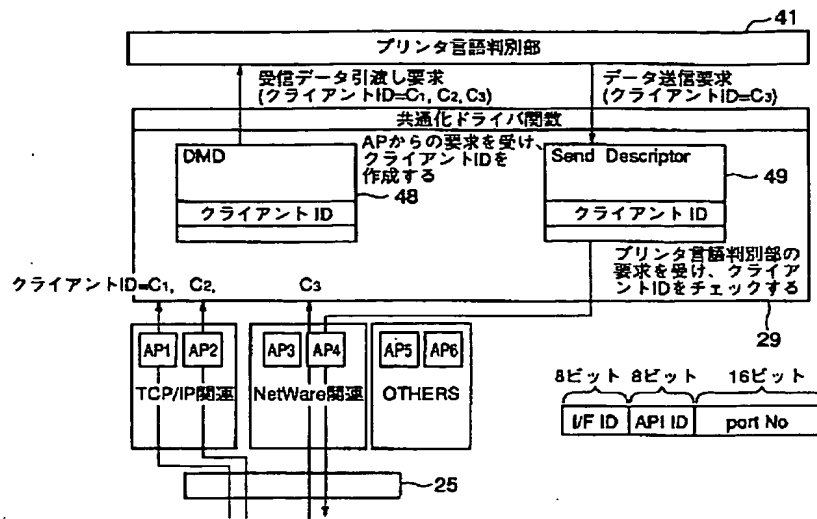 41
プリンタ言語判別部
受信データ引渡し要求
(クライアントID=C1, C2, C3)
データ送信要求
(クライアントID=C3)
共通化ドライバ関数
DMD
クライアント ID
48
APからの要求を受け、
クライアントIDを
作成する
Send Descriptor
クライアント ID
49
プリンタ言語判別部の
要求を受け、クライア
ントIDをチェックする
クライアントID=C1, C2,
C3
29
AP1
AP2
TCP/IP関連
AP3
AP4
NetWare関連
AP5
AP6
OTHERS
8ビット
8ビット
16ビット
I/F ID
API ID
port No
25